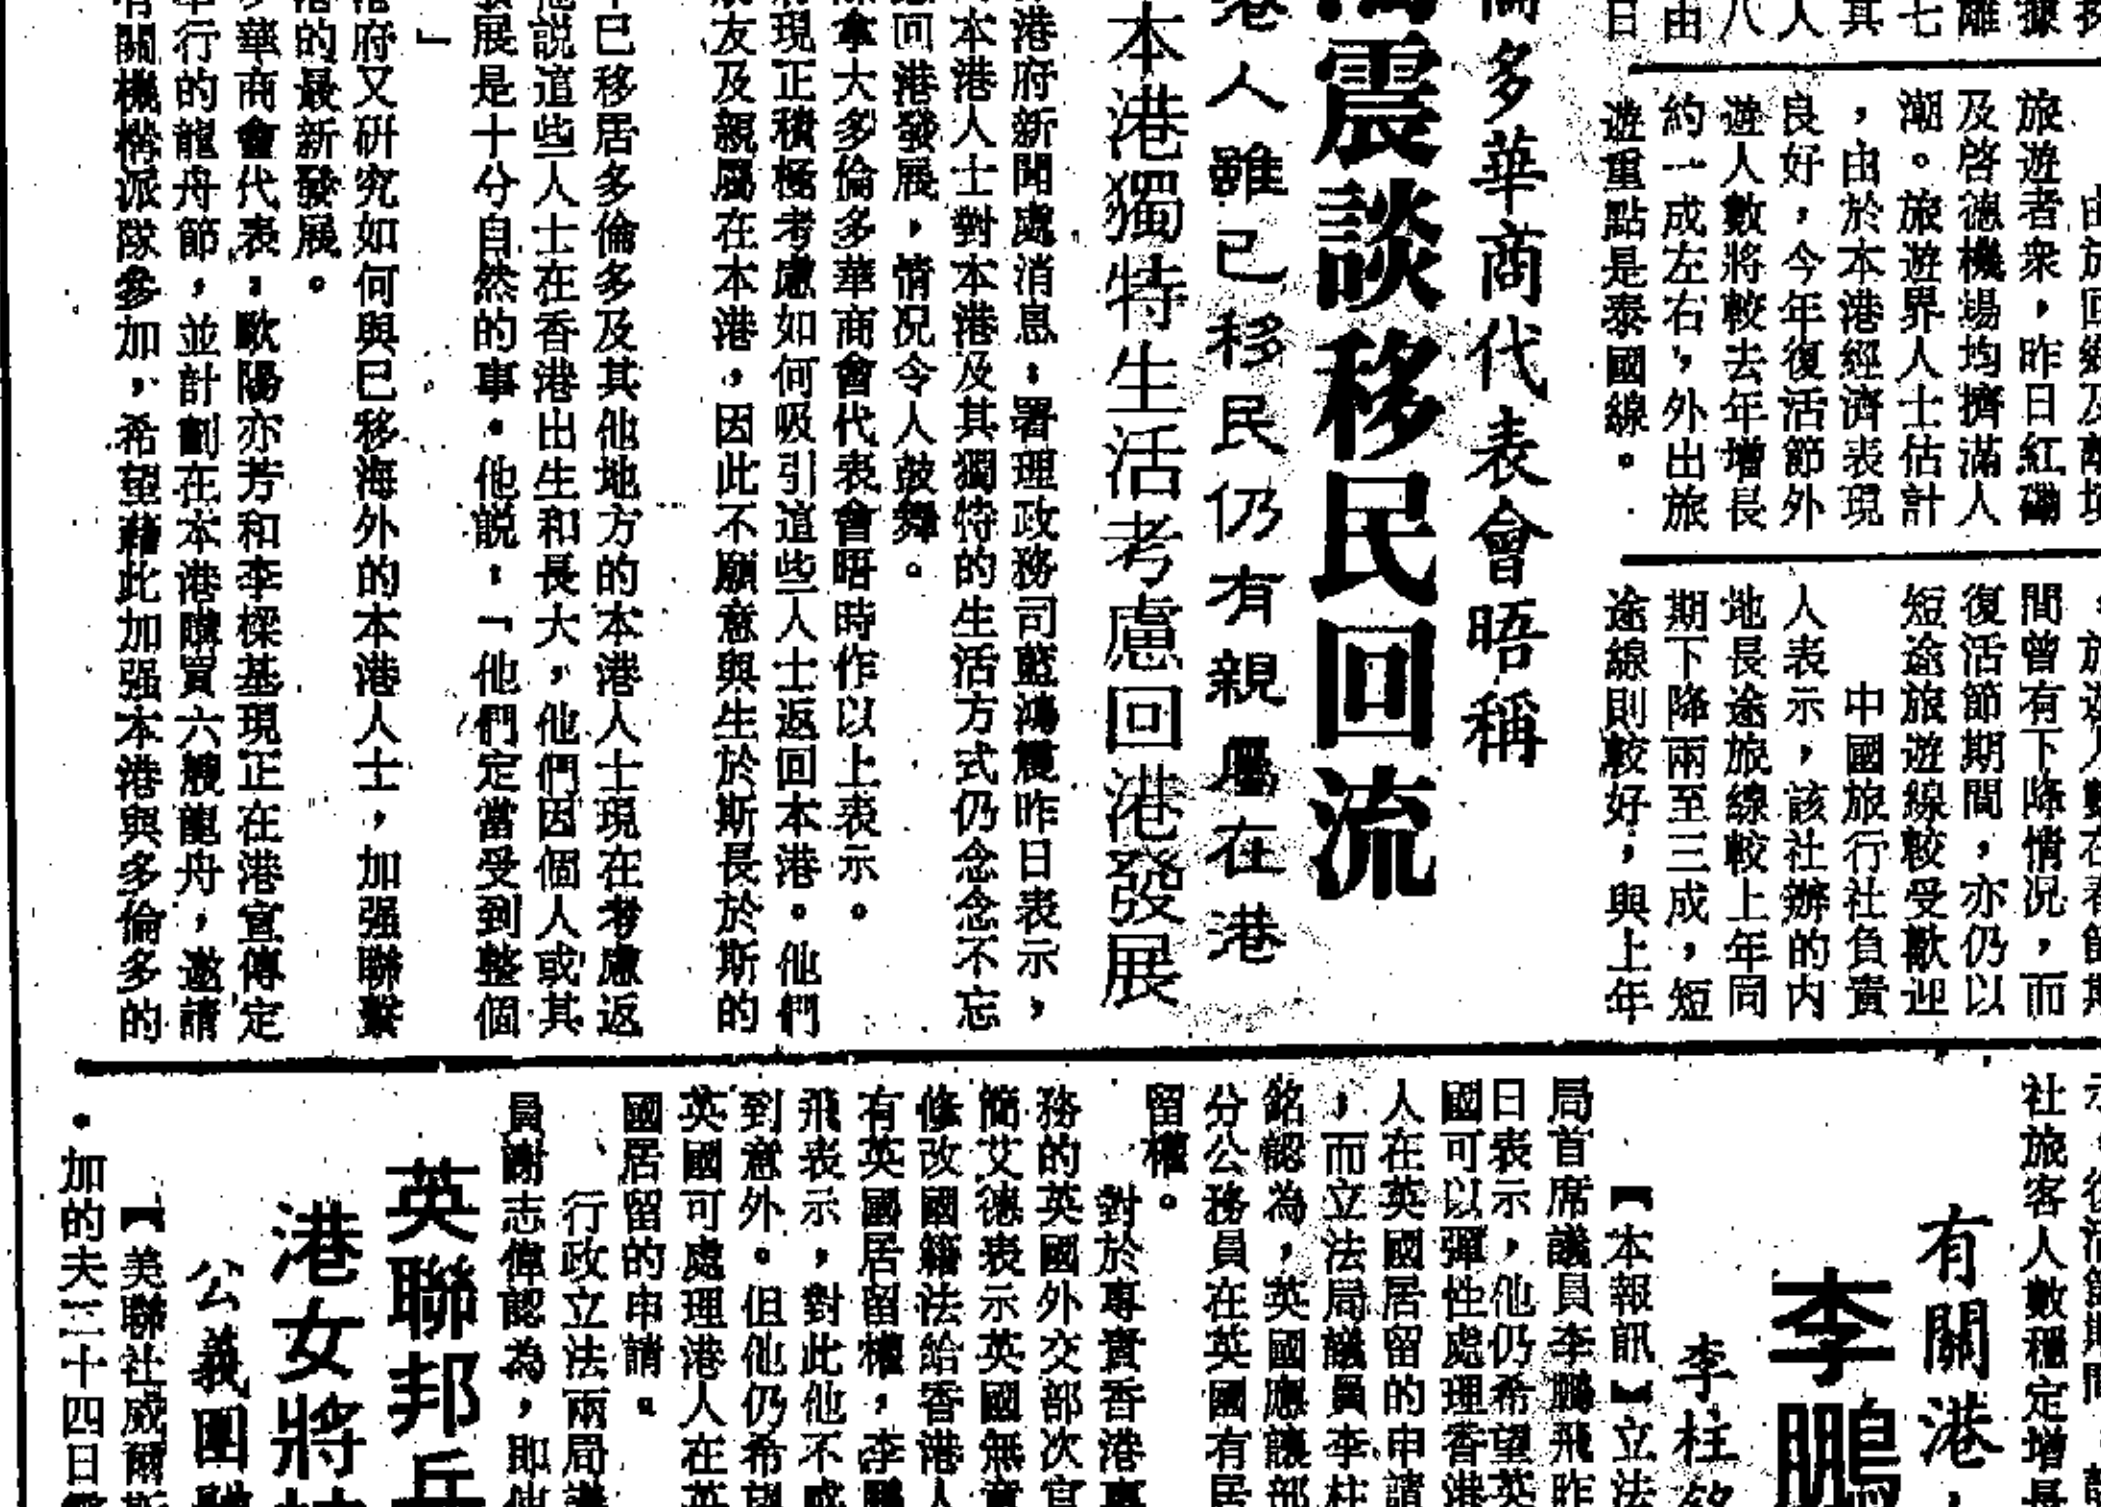 旅遊者衆，昨日紅磡
及啓德機場均擠滿人
潮。旅遊界人士估計
，由於本港經濟表現
良好，今年復活節外
遊人數將較去年增長
約一成左右，外出旅
遊重點是泰國線。
間曾有下降情況，而
復活節期間，亦仍以
短途旅遊線較受歡迎
中國旅行社負責
人表示，該社辦的內
地長途旅線較上年同
期下降兩至三成，短
途線則較好，與上年
多華商代表會晤稱
震談移民回流
港人雖已移民仍有親屬在港
本港獨特生活考慮回港發展
港府新聞處消息：署理政務司藍鴻震昨日表示，
本港人士對本港及其獨特的生活方式仍念念不忘
回港發展，情況令人鼓舞。
拿大多倫多華商會代表會晤時作以上表示。
現正積極考慮如何吸引這些人士返回本港。他們
友及親屬在本港，因此不願意與生於斯長於斯的
已移居多倫多及其他地方的本港人士現在考慮返
說這些人士在香港出生和長大，他們因個人或其
展是十分自然的事。他說：「他們定當受到整個
」
府又研究如何與已移海外的本港人士，加强聯繫
的最新發展。
華商會代表：歐陽亦芳和李樑基現正在港宣傳定
行的龍舟節，並計劃在本港購買六艘龍舟，邀請
關機構派隊參加，希望藉此加强本港與多倫多的
社旅客人數穩定增長
有關港
李鵬
李柱銘
【本報訊】立法
局首席議員李鵬飛昨
日表示，他仍希望英
國可以彈性處理香港
人在英國居留的申請
，而立法局議員李柱
銘認為，英國應讓部
分公務員在英國有居
留權。
對於專責香港事
務的英國外交部次官
簡艾德表示英國無意
修改國籍法給香港人
有英國居留權，李鵬
飛表示，對此他不感
到意外。但他仍希望
英國可處理港人在英
國居留的申請。
行政立法兩局議
員謝志偉認為，即使
英聯邦
港女將
公義團
【美聯社威爾斯
加的夫三十四日電